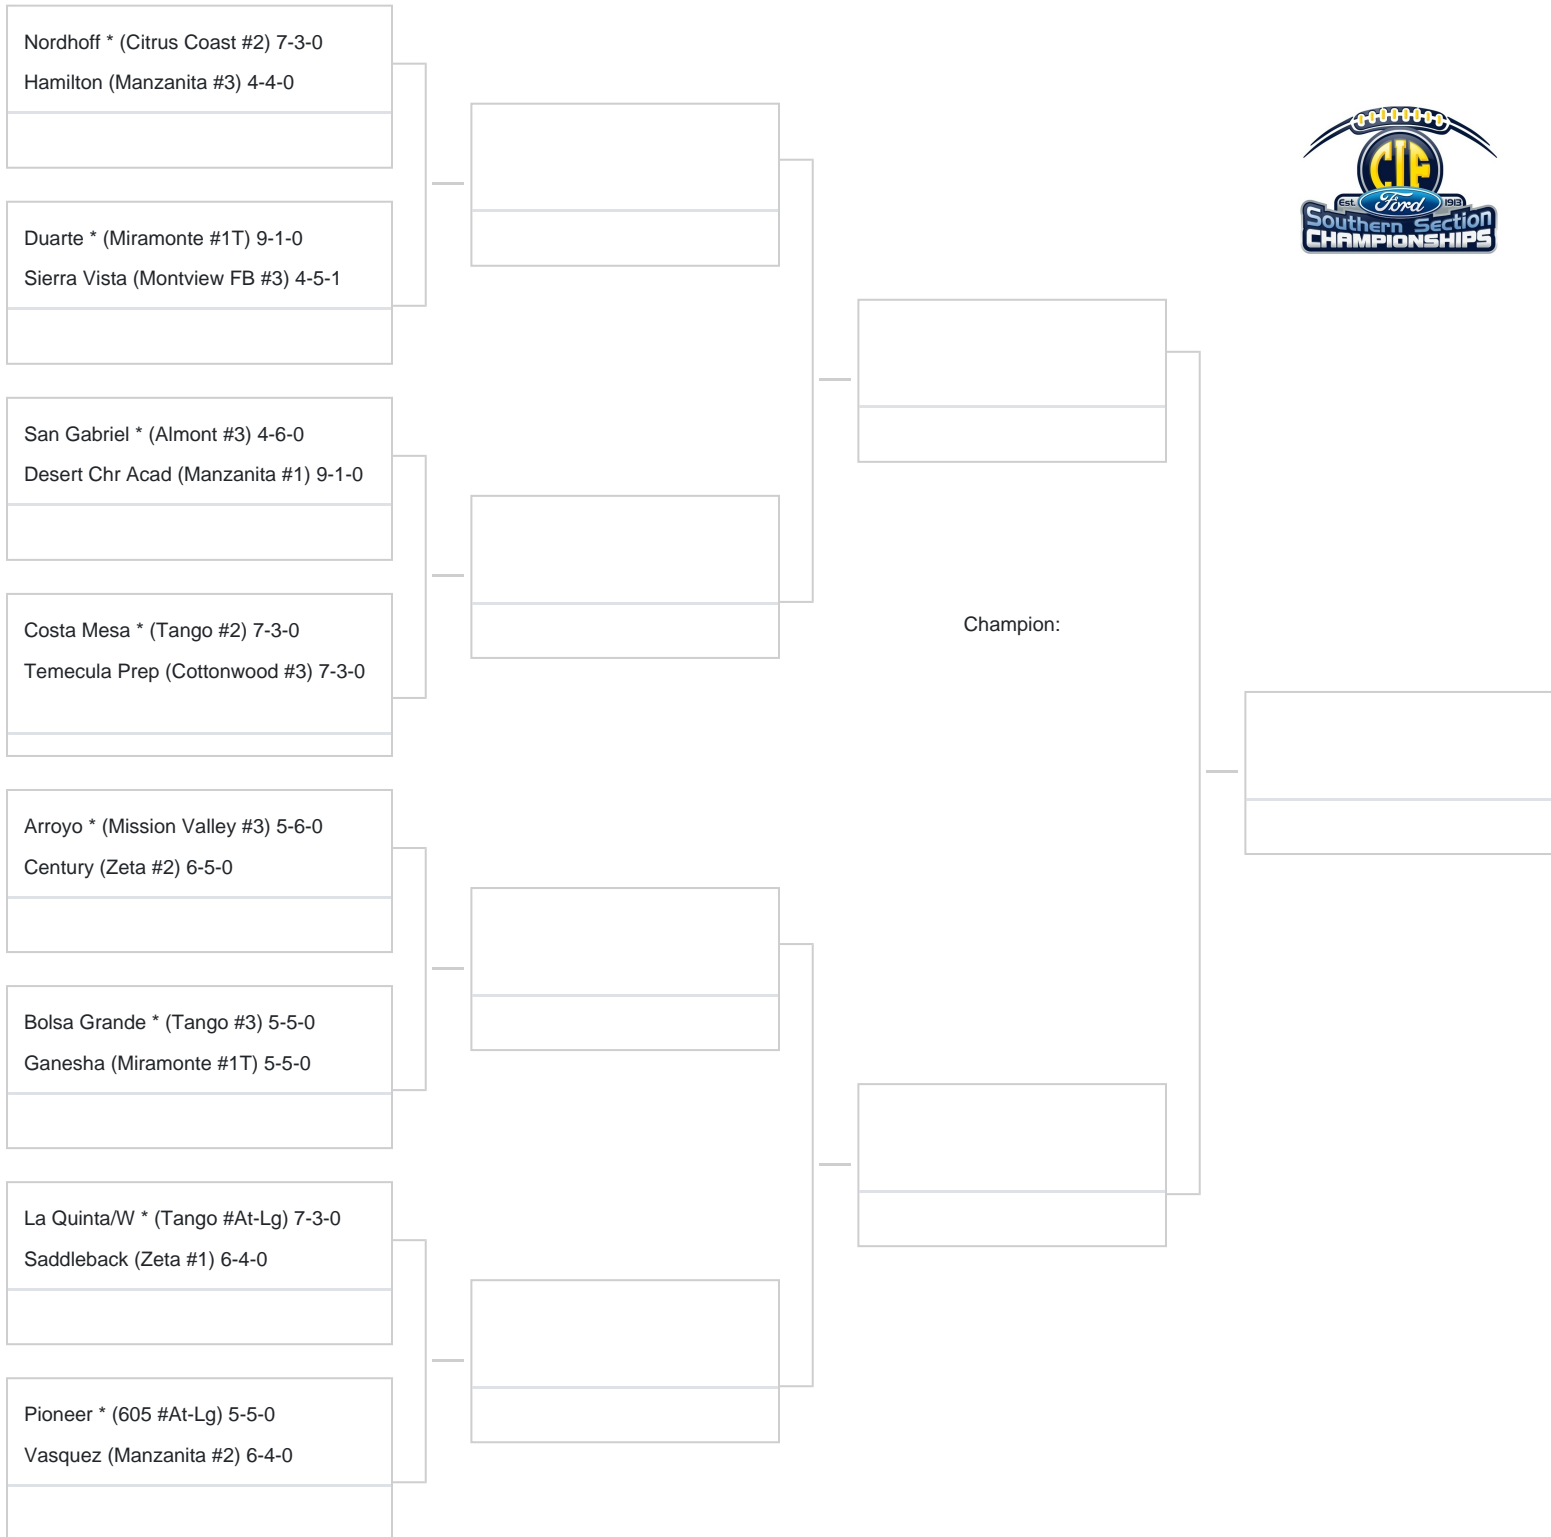 Nordhoff * (Citrus Coast #2) 7-3-0
Hamilton (Manzanita #3) 4-4-0
Duarte * (Miramonte #1T) 9-1-0
Sierra Vista (Montview FB #3) 4-5-1
San Gabriel * (Almont #3) 4-6-0
Desert Chr Acad (Manzanita #1) 9-1-0
Costa Mesa * (Tango #2) 7-3-0
Temecula Prep (Cottonwood #3) 7-3-0
Arroyo * (Mission Valley #3) 5-6-0
Century (Zeta #2) 6-5-0
Bolsa Grande * (Tango #3) 5-5-0
Ganesha (Miramonte #1T) 5-5-0
La Quinta/W * (Tango #At-Lg) 7-3-0
Saddleback (Zeta #1) 6-4-0
Pioneer * (605 #At-Lg) 5-5-0
Vasquez (Manzanita #2) 6-4-0
Champion:
CIF
Est. Ford 1913
Southern Section
CHAMPIONSHIPS